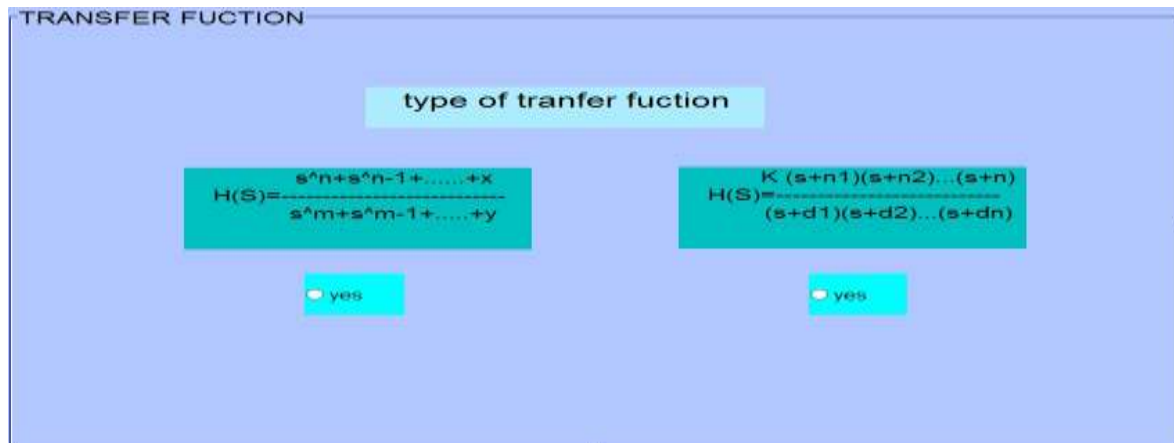 TRANSFER FUCTION
type of tranfer fuction
s^n+s^n-1+......+x
H(S)=----------------------------
s^m+s^m-1+.....+y
K (s+n1)(s+n2)...(s+n)
H(S)=----------------------------
(s+d1)(s+d2)...(s+dn)
yes
yes